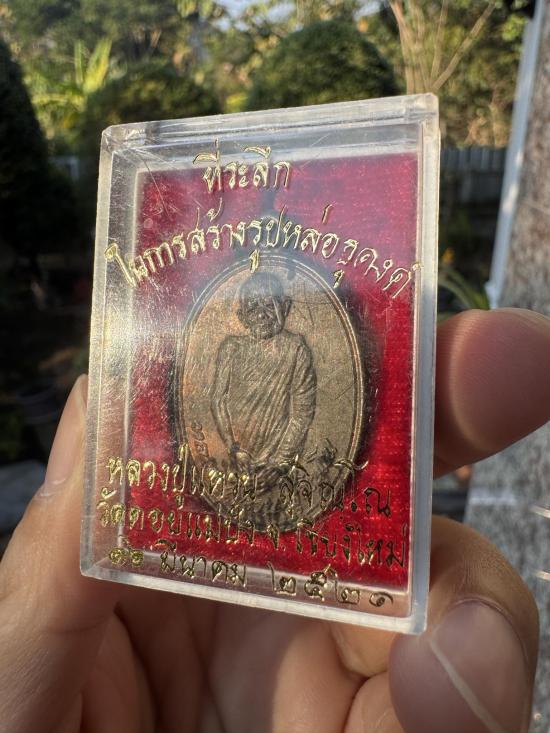 ที่ระลึก
ในการสร้างรูปหล่อธุดงค์
หลวงปู่แหวน สุจิณโณ
วัดดอยแม่ปั๋ง จ.เชียงใหม่
๑๖ มีนาคม ๒๕๒๑